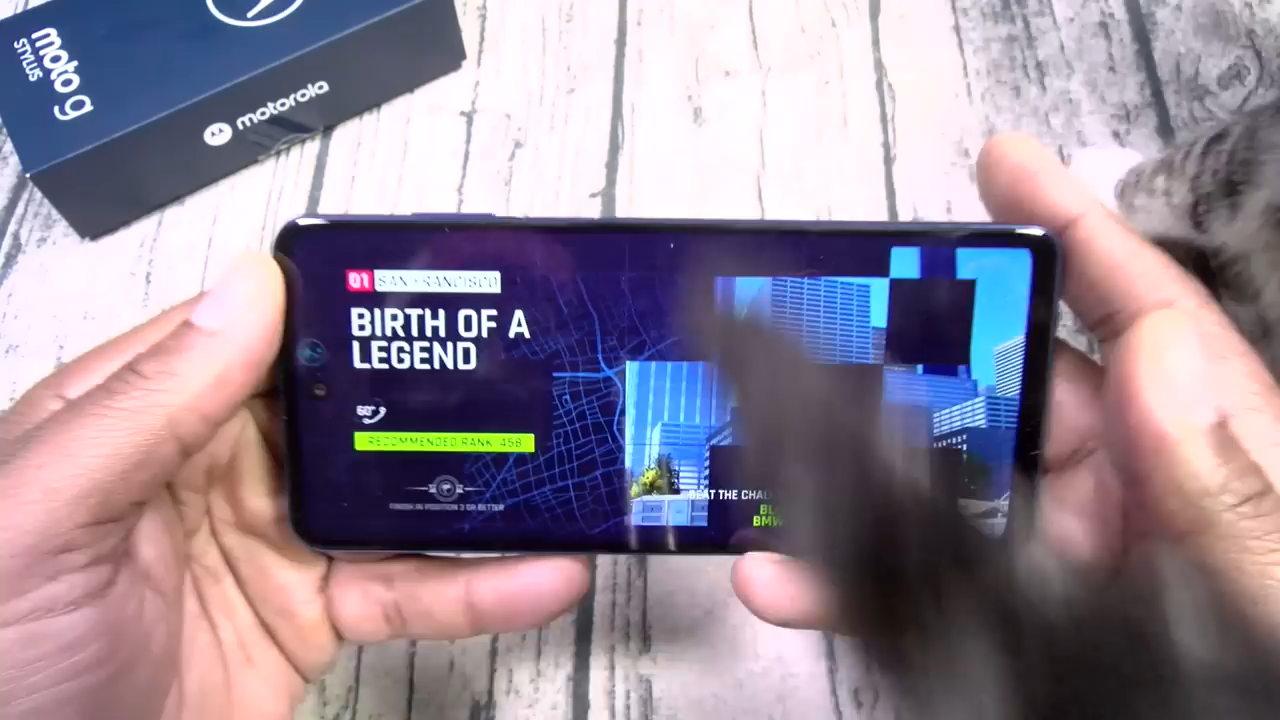 moto g
STYLUS
motorola
01 SAN FRANCISCO
BIRTH OF A
LEGEND
60°
RECOMMENDED RANK: 458
FINISH IN POSITION 3 OR BETTER
BEAT THE
BMW